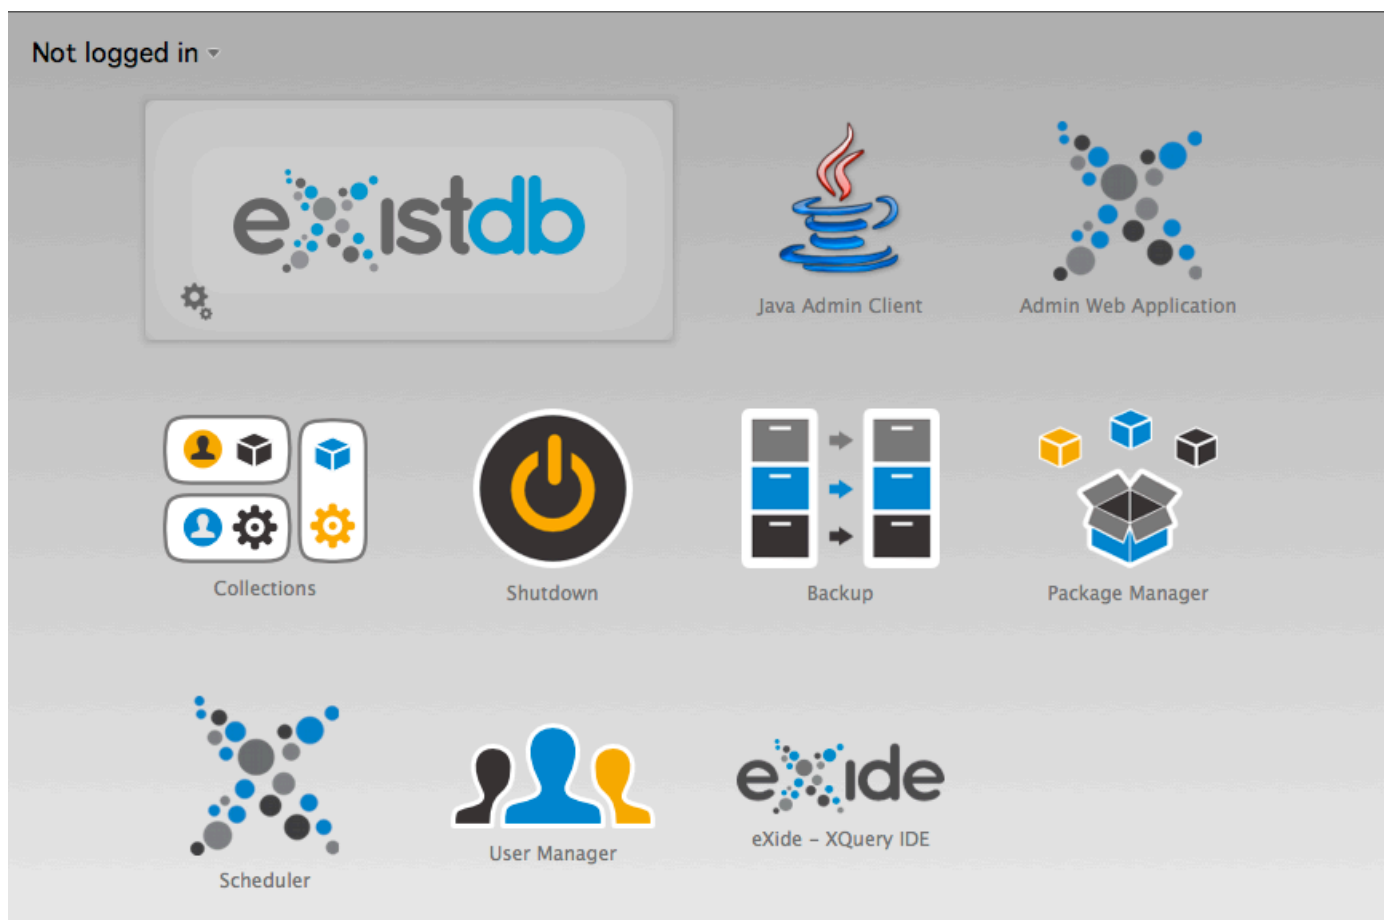 Not logged in
eXistdb
Java Admin Client
Admin Web Application
Collections
Shutdown
Backup
Package Manager
Scheduler
User Manager
eXide
eXide – XQuery IDE